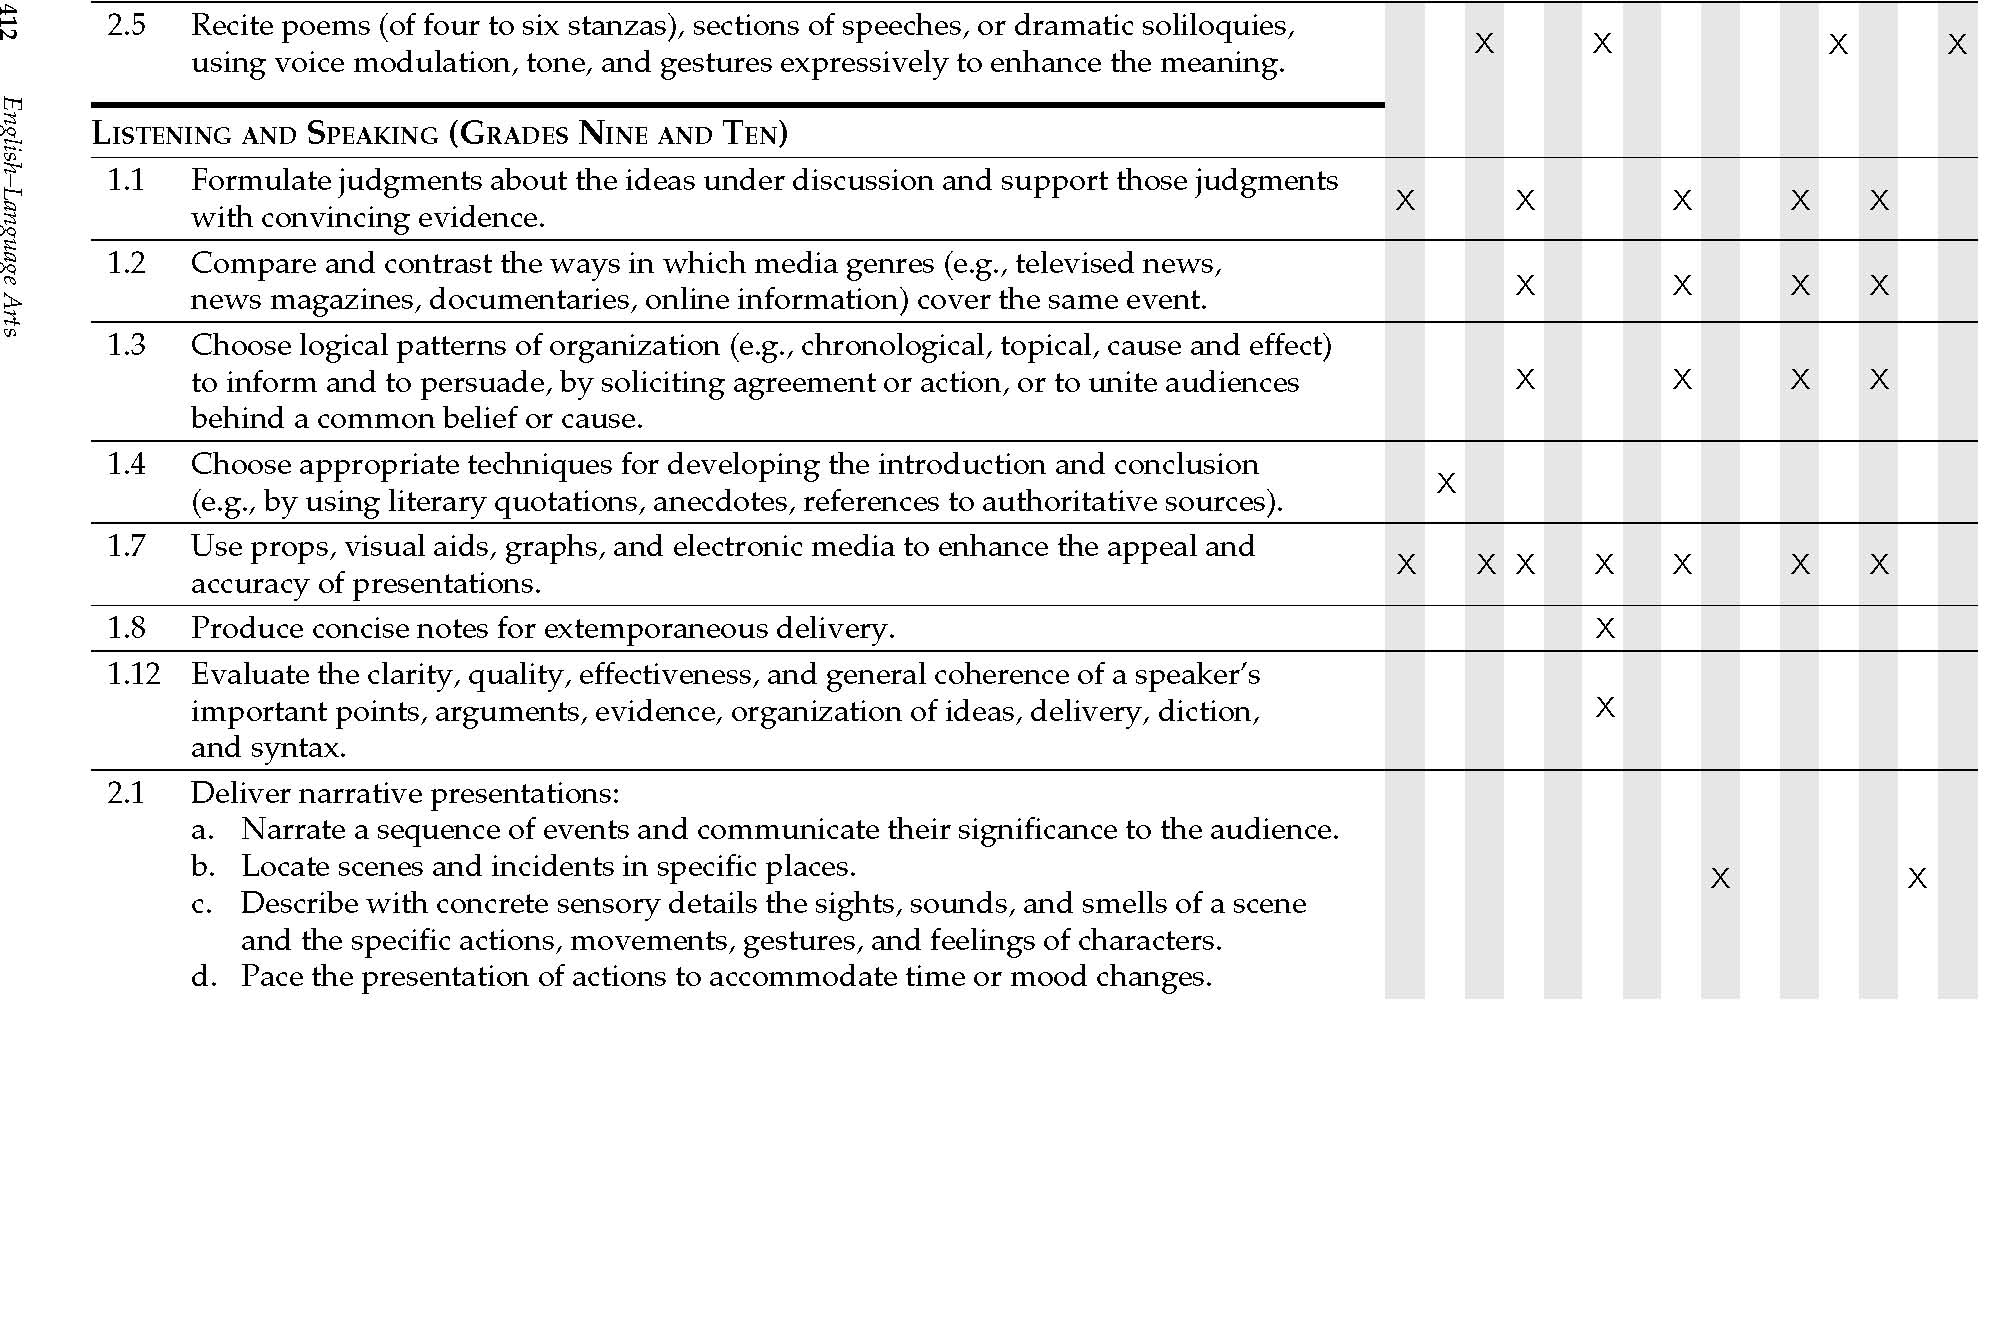 2.5 Recite poems (of four to six stanzas), sections of speeches, or dramatic soliloquies,
using voice modulation, tone, and gestures expressively to enhance the meaning.
X X X X
LISTENING AND SPEAKING (GRADES NINE AND TEN)
1.1 Formulate judgments about the ideas under discussion and support those judgments
with convincing evidence.
X X X X X
1.2 Compare and contrast the ways in which media genres (e.g., televised news,
news magazines, documentaries, online information) cover the same event.
X X X X
1.3 Choose logical patterns of organization (e.g., chronological, topical, cause and effect)
to inform and to persuade, by soliciting agreement or action, or to unite audiences
behind a common belief or cause.
X X X X
1.4 Choose appropriate techniques for developing the introduction and conclusion
(e.g., by using literary quotations, anecdotes, references to authoritative sources).
X
1.7 Use props, visual aids, graphs, and electronic media to enhance the appeal and
accuracy of presentations.
X X X X X X X
1.8 Produce concise notes for extemporaneous delivery. X
1.12 Evaluate the clarity, quality, effectiveness, and general coherence of a speaker's
important points, arguments, evidence, organization of ideas, delivery, diction,
and syntax.
X
2.1 Deliver narrative presentations:
a. Narrate a sequence of events and communicate their significance to the audience.
b. Locate scenes and incidents in specific places.
c. Describe with concrete sensory details the sights, sounds, and smells of a scene
and the specific actions, movements, gestures, and feelings of characters.
d. Pace the presentation of actions to accommodate time or mood changes.
X X
412 English–Language Arts